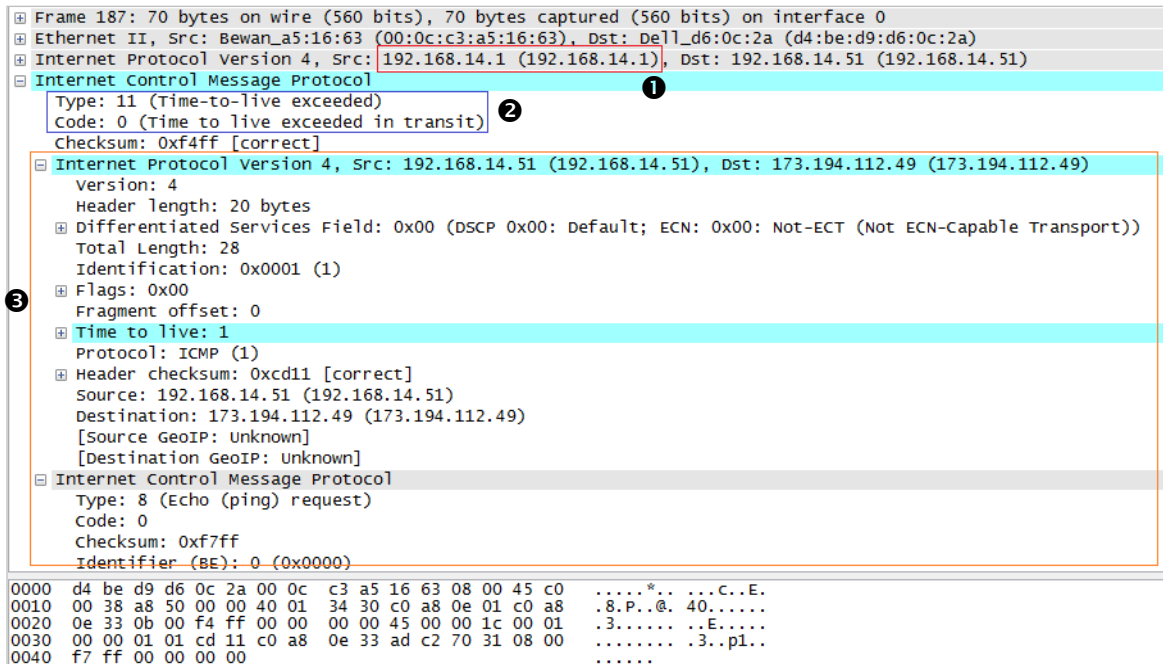 Frame 187: 70 bytes on wire (560 bits), 70 bytes captured (560 bits) on interface 0
Ethernet II, Src: Bewan_a5:16:63 (00:0c:c3:a5:16:63), Dst: Dell_d6:0c:2a (d4:be:d9:d6:0c:2a)
Internet Protocol Version 4, Src: 192.168.14.1 (192.168.14.1), Dst: 192.168.14.51 (192.168.14.51)
Internet Control Message Protocol
❶
Type: 11 (Time-to-live exceeded)
Code: 0 (Time to live exceeded in transit)
❷
Checksum: 0xf4ff [correct]
Internet Protocol Version 4, Src: 192.168.14.51 (192.168.14.51), Dst: 173.194.112.49 (173.194.112.49)
Version: 4
Header length: 20 bytes
Differentiated Services Field: 0x00 (DSCP 0x00: Default; ECN: 0x00: Not-ECT (Not ECN-Capable Transport))
Total Length: 28
Identification: 0x0001 (1)
Flags: 0x00
❸
Fragment offset: 0
Time to live: 1
Protocol: ICMP (1)
Header checksum: 0xcd11 [correct]
Source: 192.168.14.51 (192.168.14.51)
Destination: 173.194.112.49 (173.194.112.49)
[Source GeoIP: Unknown]
[Destination GeoIP: Unknown]
Internet Control Message Protocol
Type: 8 (Echo (ping) request)
Code: 0
Checksum: 0xf7ff
Identifier (BE): 0 (0x0000)
0000 d4 be d9 d6 0c 2a 00 0c c3 a5 16 63 08 00 45 c0 .....*.. ...c..E.
0010 00 38 a8 50 00 00 40 01 34 30 c0 a8 0e 01 c0 a8 .8.P..@. 40......
0020 0e 33 0b 00 f4 ff 00 00 00 00 45 00 00 1c 00 01 .3...... ..E.....
0030 00 00 01 01 cd 11 c0 a8 0e 33 ad c2 70 31 08 00 ........ .3..p1..
0040 f7 ff 00 00 00 00 ......